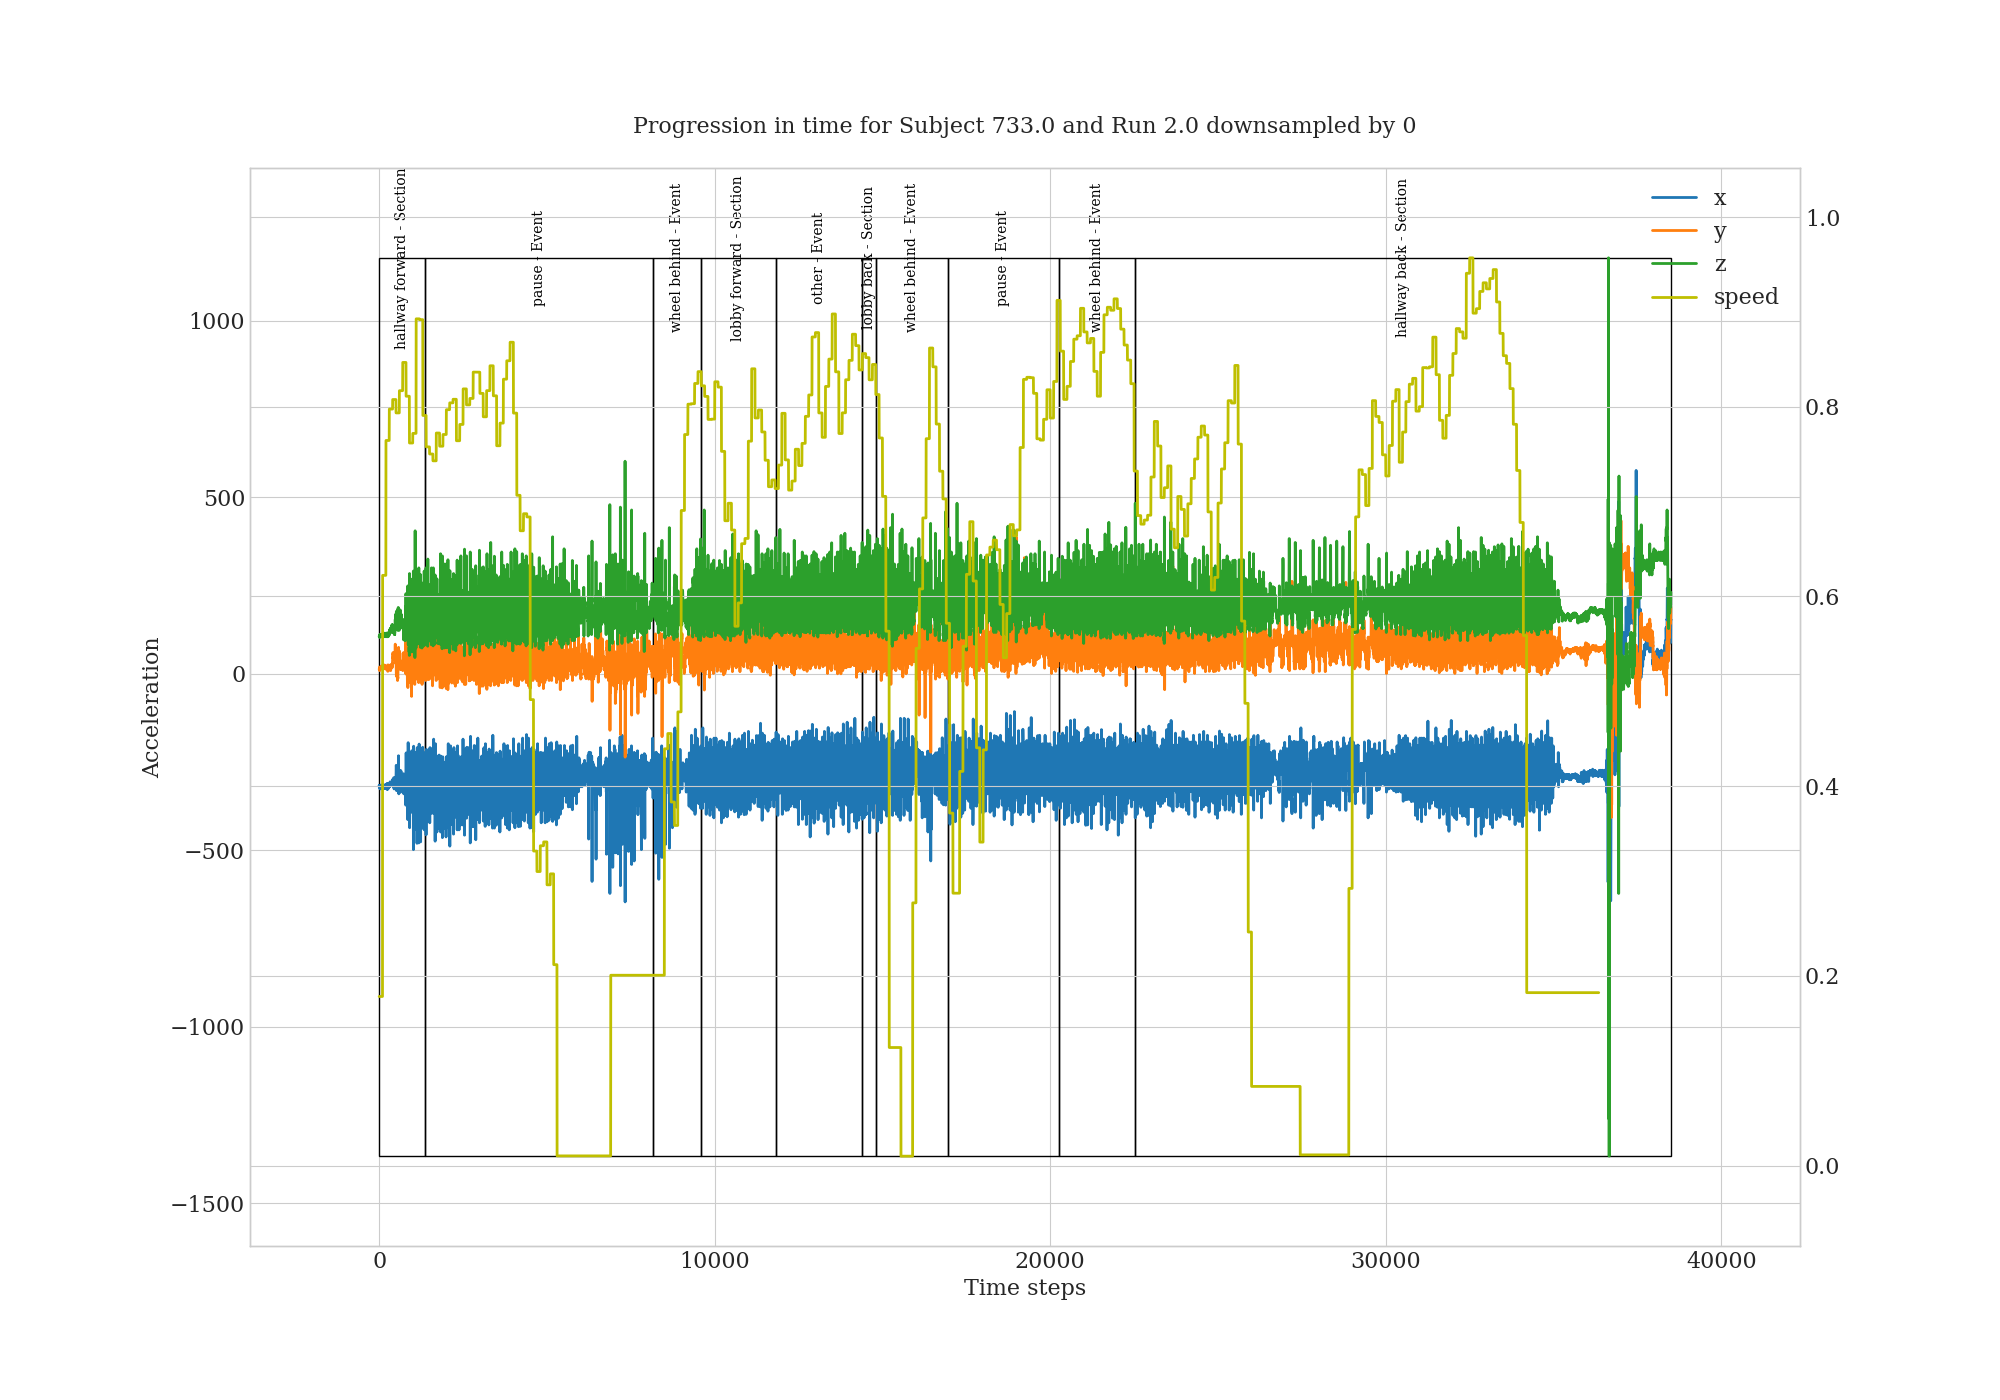 Progression in time for Subject 733.0 and Run 2.0 downsampled by 0
hallway forward - Section
pause - Event
wheel behind - Event
lobby forward - Section
other - Event
lobby back - Section
wheel behind - Event
pause - Event
wheel behind - Event
hallway back - Section
x
y
z
speed
1000
500
0
−500
−1000
−1500
Acceleration
1.0
0.8
0.6
0.4
0.2
0.0
0
10000
20000
30000
40000
Time steps